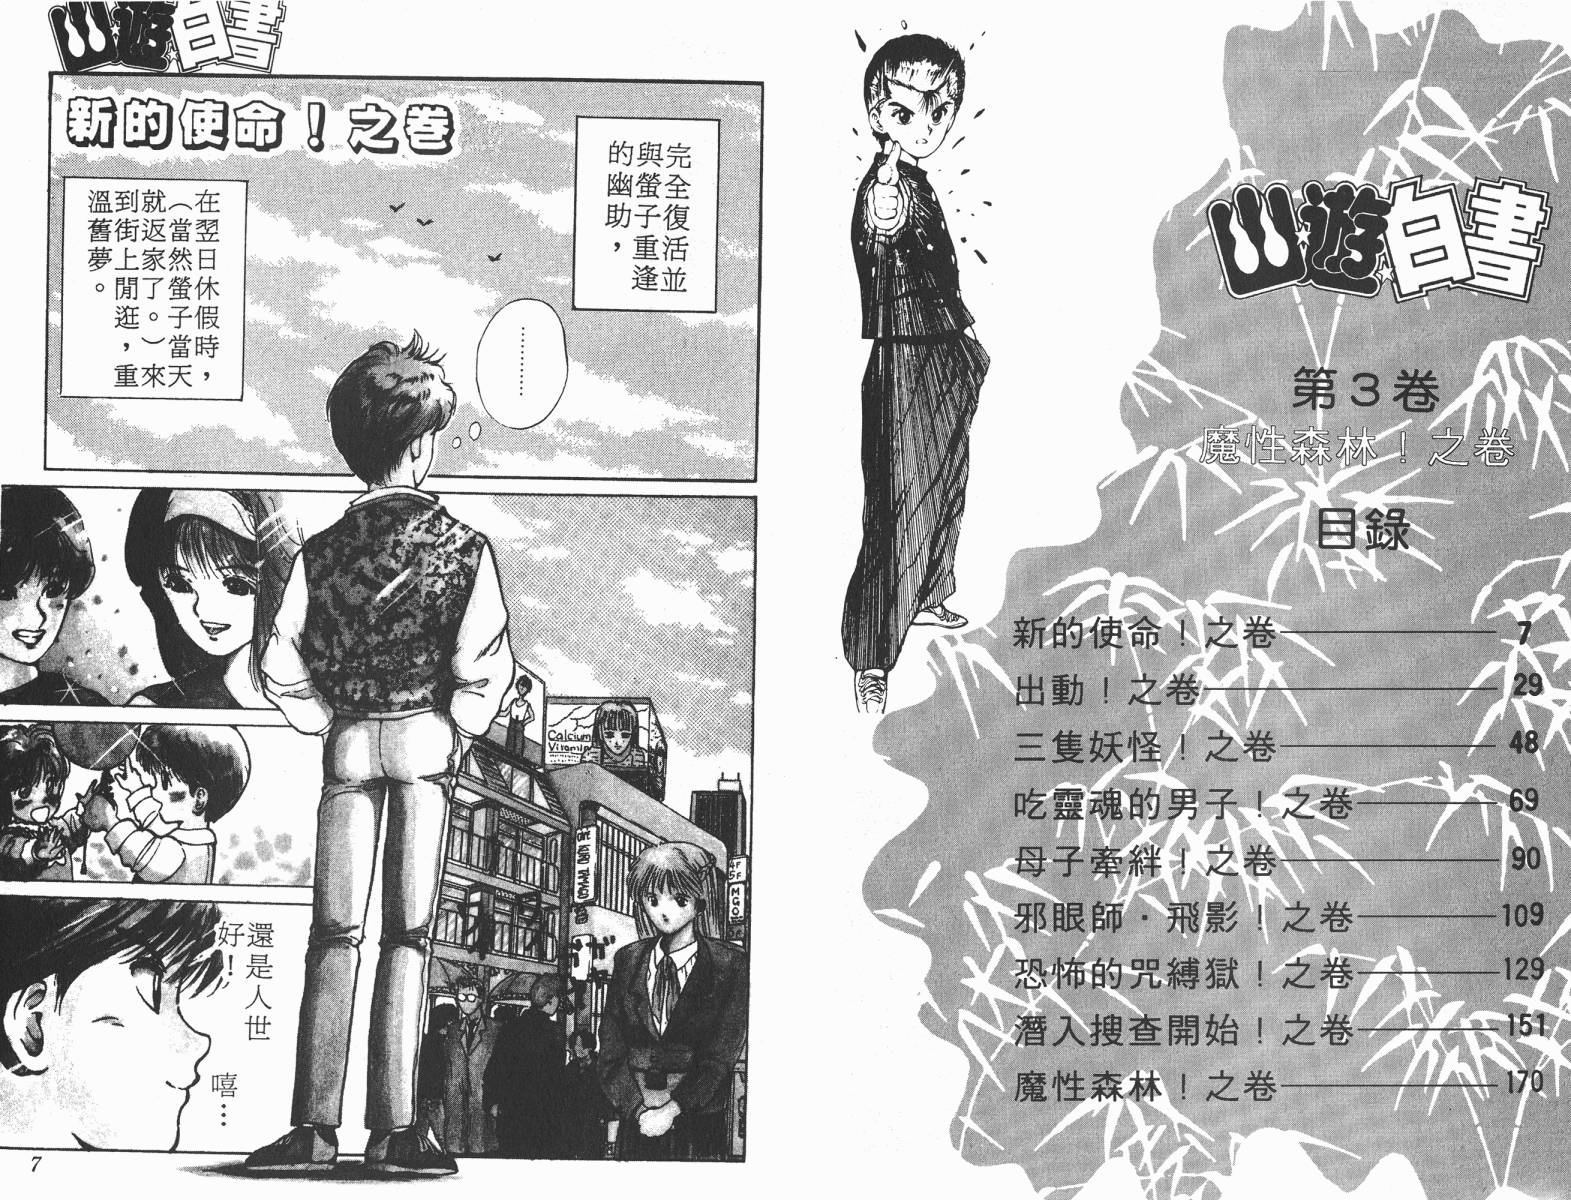 幽遊白書
第3卷
魔性森林！之卷
目錄
新的使命！之卷 7
出動！之卷 29
三隻妖怪！之卷 48
吃靈魂的男子！之卷 69
母子牽絆！之卷 90
邪眼師・飛影！之卷 109
恐怖的咒縛獄！之卷 129
潛入搜查開始！之卷 151
魔性森林！之卷 170
幽遊白書
新的使命！之卷
完全復活並
與螢子重逢
的幽助，
…………
在翌日休假時，
（當然螢子當天
就返家了。）來
到街上閒逛，重
溫舊夢。
Calcium
Vitamin
4F
5F
MGO
還是人世
好！
嘻…
7